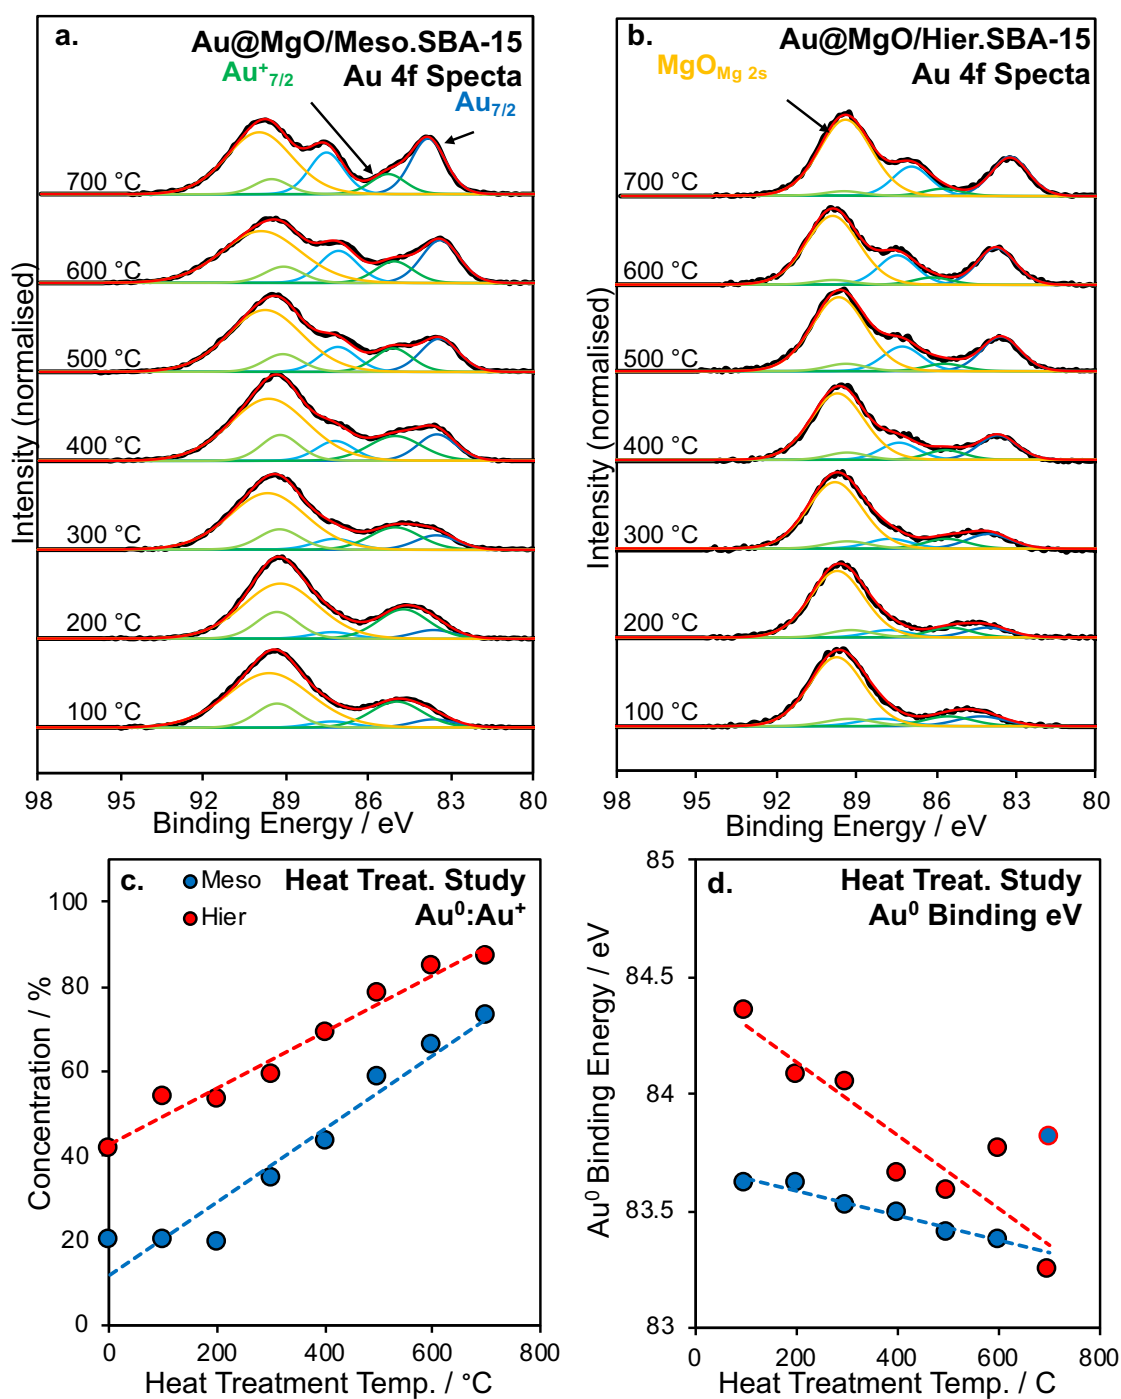 a.
Au@MgO/Meso.SBA-15
Au 4f Specta
Au⁺7/2
Au7/2
700 °C
600 °C
500 °C
400 °C
300 °C
200 °C
100 °C
Intensity (normalised)
98 95 92 89 86 83 80
Binding Energy / eV
b.
Au@MgO/Hier.SBA-15
Au 4f Specta
MgO Mg 2s
700 °C
600 °C
500 °C
400 °C
300 °C
200 °C
100 °C
Intensity (normalised)
98 95 92 89 86 83 80
Binding Energy / eV
c.
Meso
Hier
Heat Treat. Study
Au⁰:Au⁺
100
80
60
40
20
0
Concentration / %
0 200 400 600 800
Heat Treatment Temp. / °C
d.
Heat Treat. Study
Au⁰ Binding eV
85
84.5
84
83.5
83
Au⁰ Binding Energy / eV
0 200 400 600 800
Heat Treatment Temp. / C